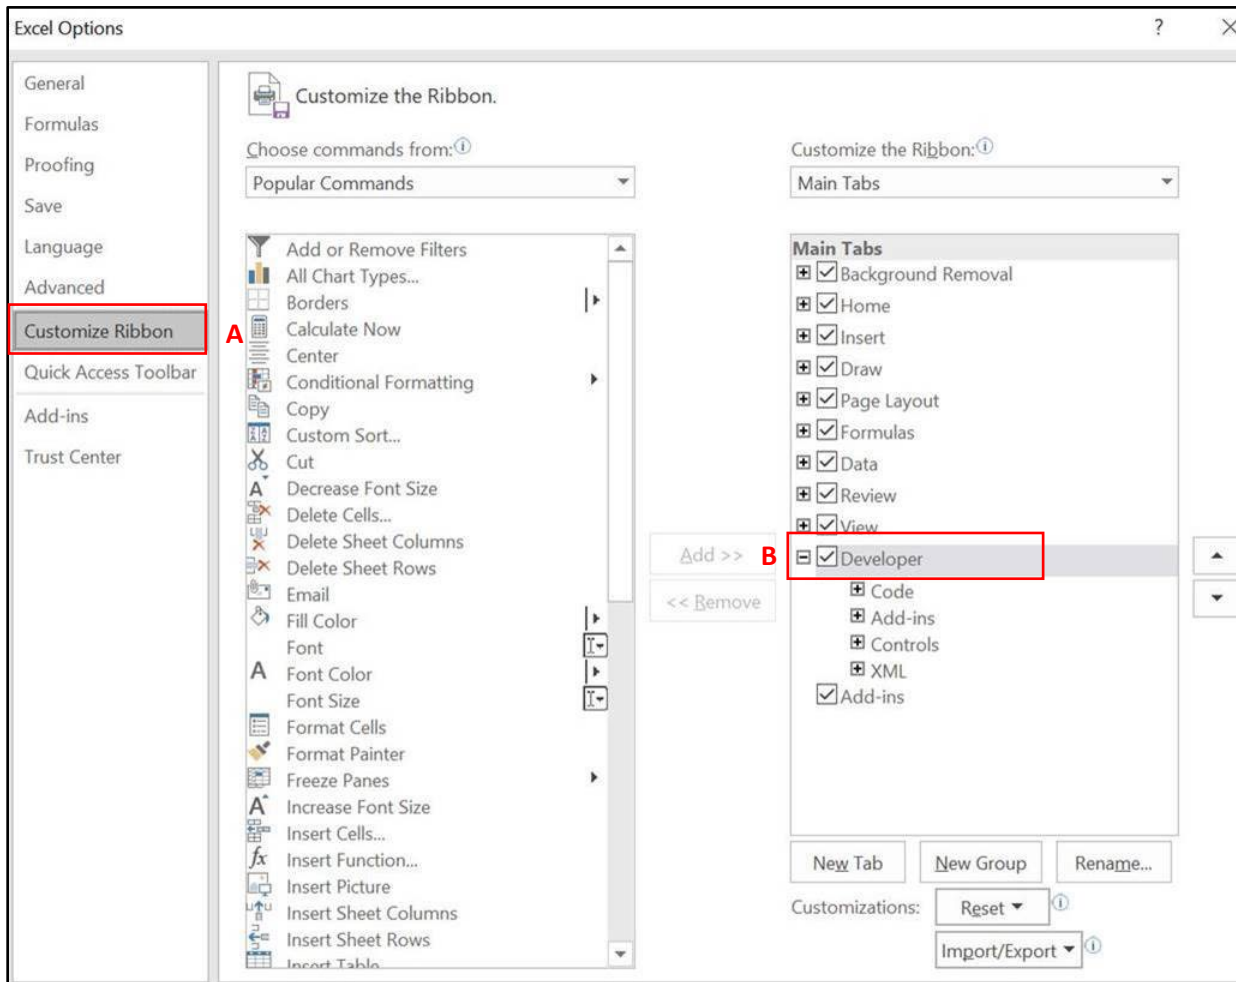 Excel Options
?
General
Formulas
Proofing
Save
Language
Advanced
Customize Ribbon
Quick Access Toolbar
Add-ins
Trust Center
A
Customize the Ribbon.
Choose commands from:
Popular Commands
Add or Remove Filters
All Chart Types...
Borders
Calculate Now
Center
Conditional Formatting
Copy
Custom Sort...
Cut
Decrease Font Size
Delete Cells...
Delete Sheet Columns
Delete Sheet Rows
Email
Fill Color
Font
Font Color
Font Size
Format Cells
Format Painter
Freeze Panes
Increase Font Size
Insert Cells...
Insert Function...
Insert Picture
Insert Sheet Columns
Insert Sheet Rows
Insert Table
Add >>
<< Remove
B
Customize the Ribbon:
Main Tabs
Main Tabs
Background Removal
Home
Insert
Draw
Page Layout
Formulas
Data
Review
View
Developer
Code
Add-ins
Controls
XML
Add-ins
New Tab
New Group
Rename...
Customizations:
Reset
Import/Export